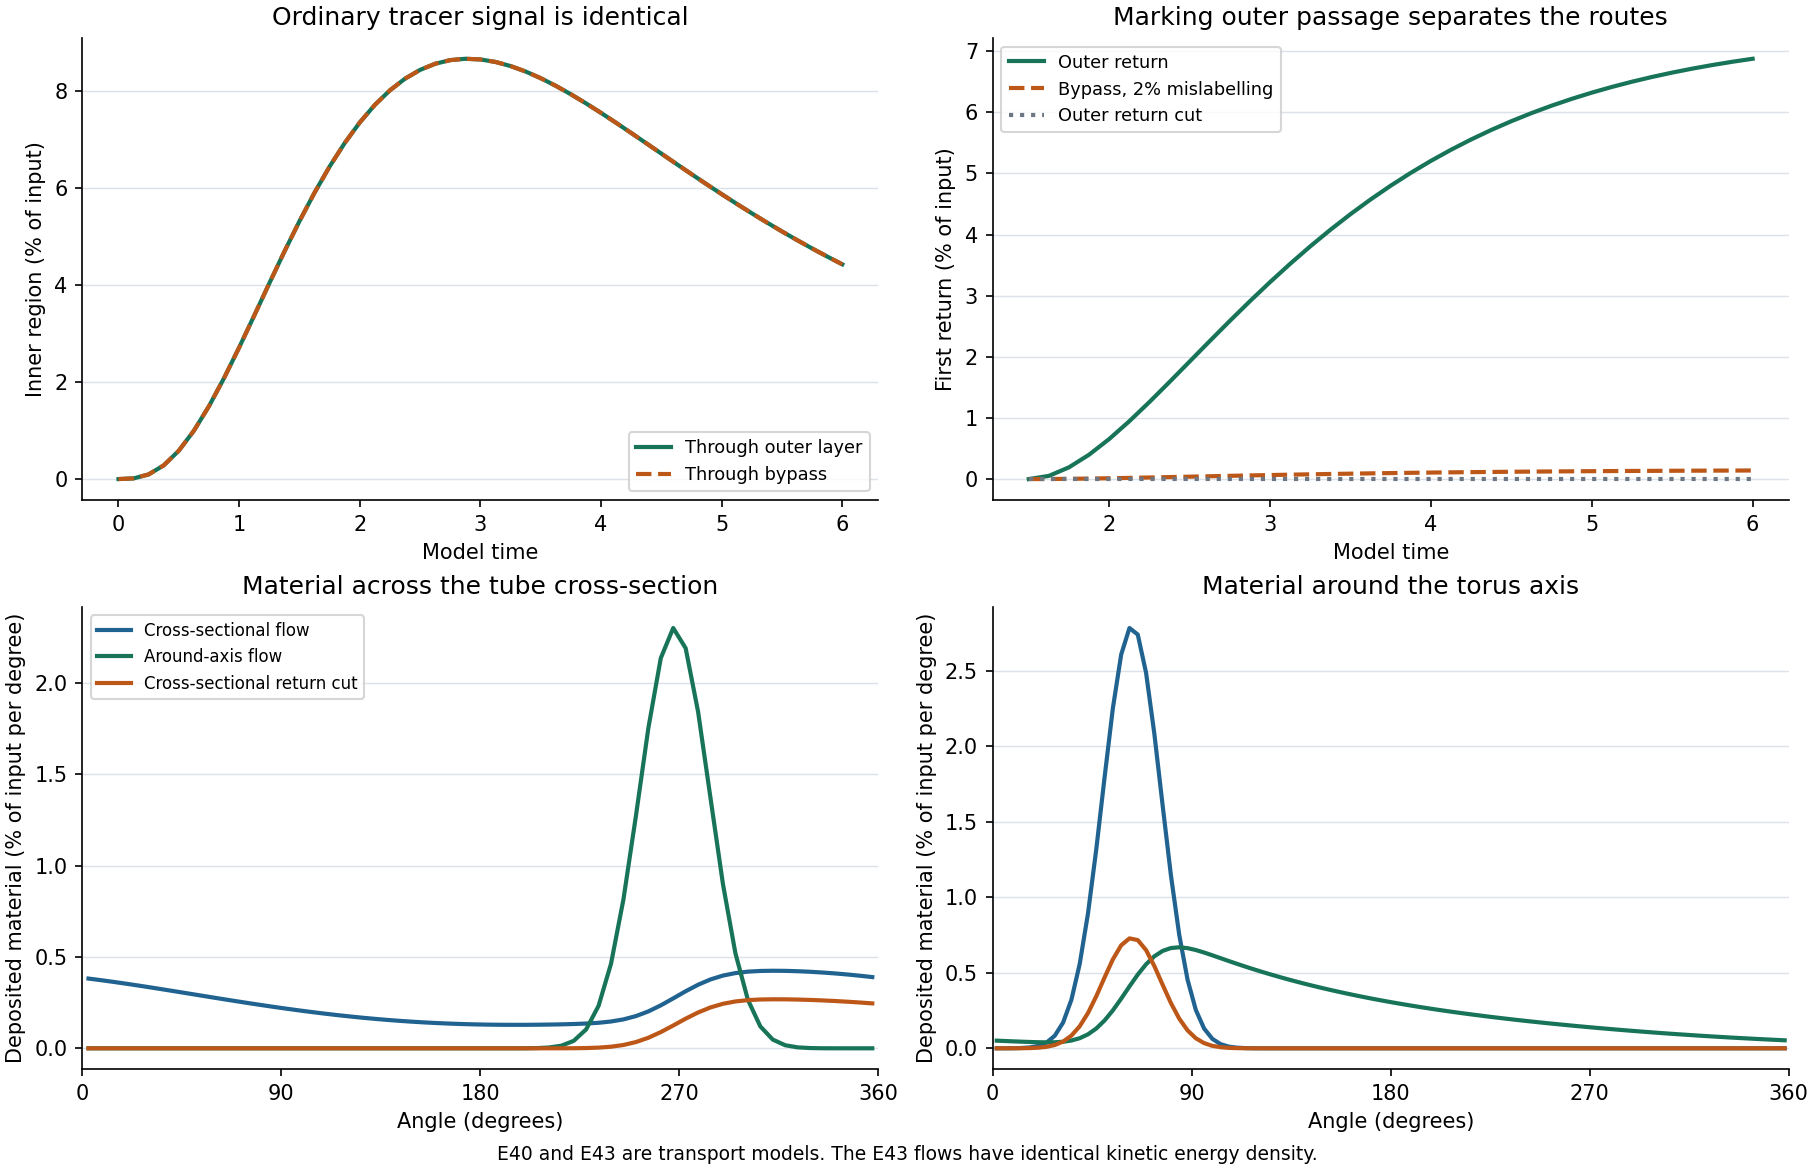 Ordinary tracer signal is identical
Inner region (% of input)
8
6
4
2
0
Through outer layer
Through bypass
0 1 2 3 4 5 6
Model time
Marking outer passage separates the routes
First return (% of input)
7
6
5
4
3
2
1
0
Outer return
Bypass, 2% mislabelling
Outer return cut
2 3 4 5 6
Model time
Material across the tube cross-section
Deposited material (% of input per degree)
2.0
1.5
1.0
0.5
0.0
Cross-sectional flow
Around-axis flow
Cross-sectional return cut
0 90 180 270 360
Angle (degrees)
Material around the torus axis
Deposited material (% of input per degree)
2.5
2.0
1.5
1.0
0.5
0.0
0 90 180 270 360
Angle (degrees)
E40 and E43 are transport models. The E43 flows have identical kinetic energy density.